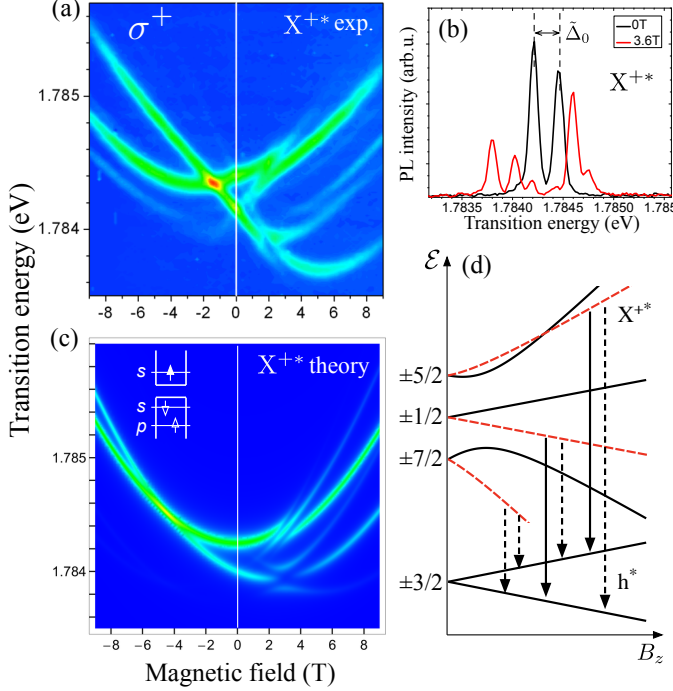 (a)
σ⁺
X⁺* exp.
Transition energy (eV)
1.785
1.784
-8 -6 -4 -2 0 2 4 6 8
(b)
Δ̃₀
0T
3.6T
X⁺*
PL intensity (arb.u.)
1.7835 1.7840 1.7845 1.7850 1.7855
Transition energy (eV)
(c)
X⁺* theory
s
s
p
1.785
1.784
−8 −6 −4 −2 0 2 4 6 8
Magnetic field (T)
ℰ
(d)
X⁺*
±5/2
±1/2
±7/2
±3/2
h*
B_z